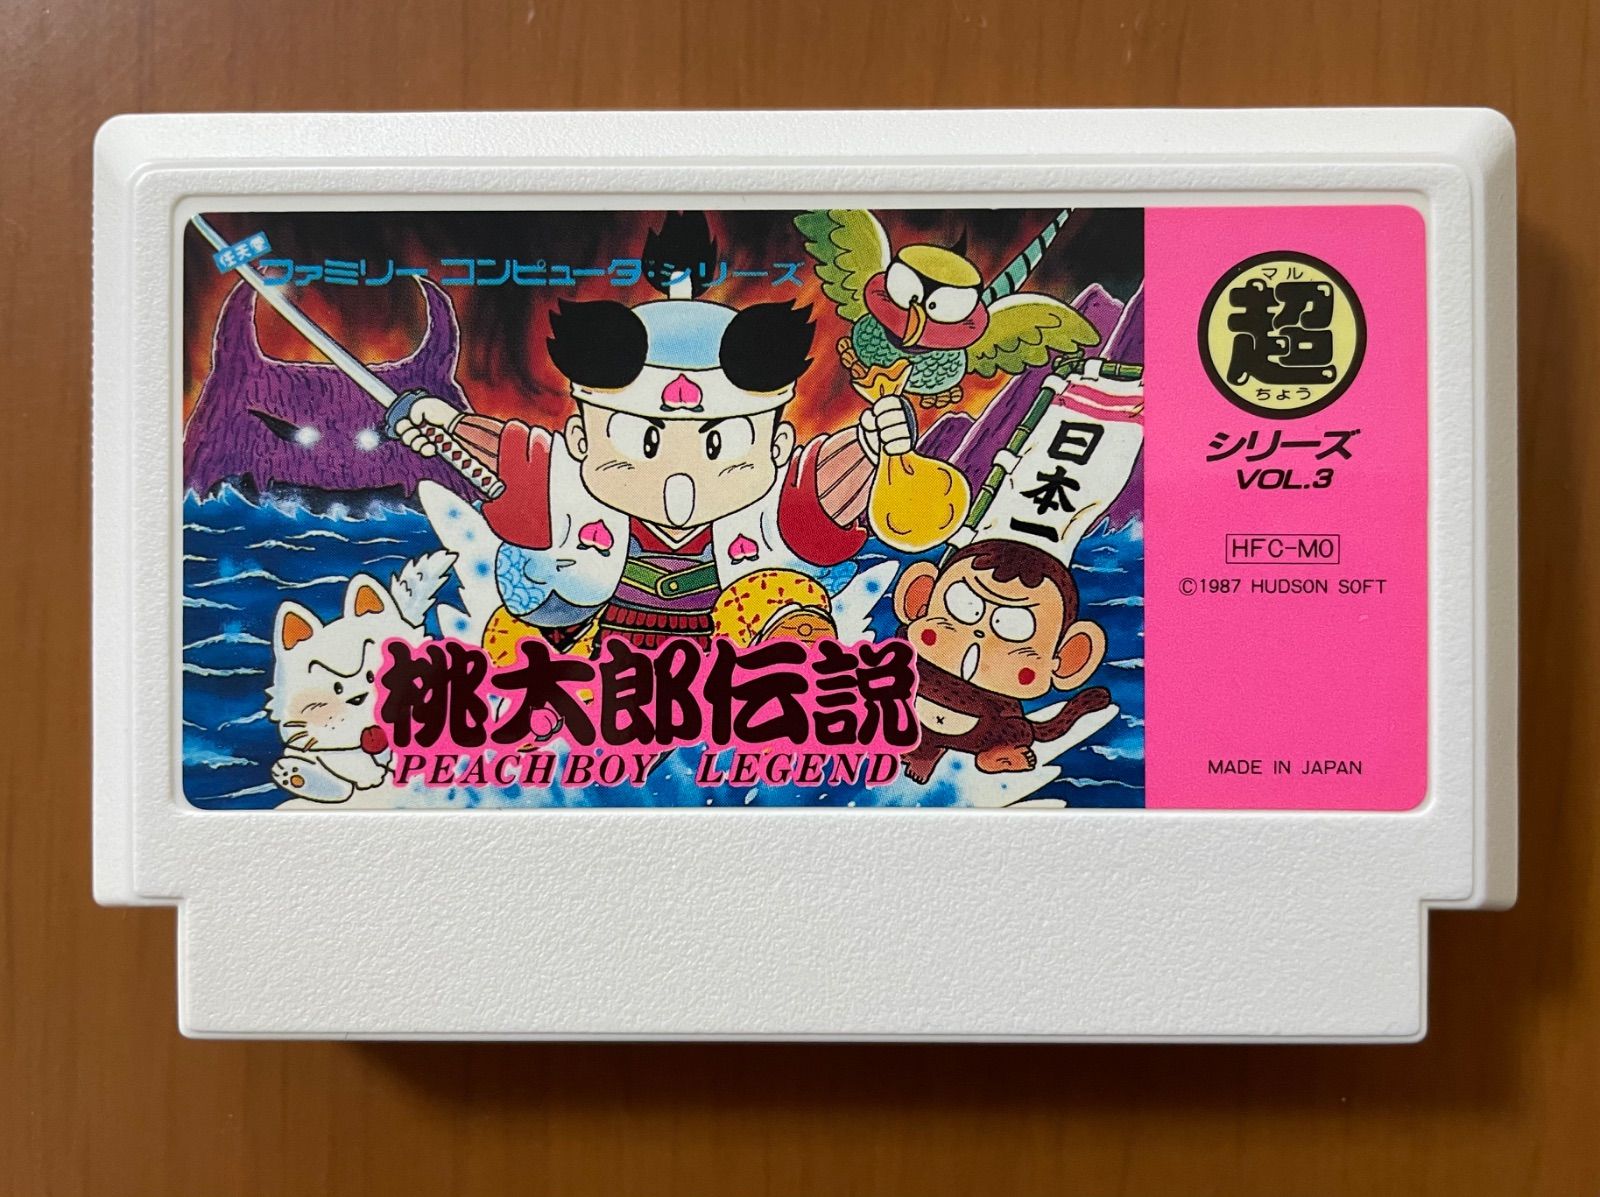 任天堂
ファミリー コンピュータ・シリーズ
日本一
桃太郎伝説
PEACH BOY LEGEND
マル
超
ちょう
シリーズ
VOL.3
HFC-MO
©1987 HUDSON SOFT
MADE IN JAPAN